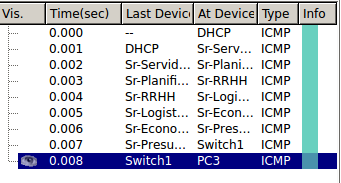 Vis. Time(sec) Last Device At Device Type Info
0.000 -- DHCP ICMP
0.001 DHCP Sr-Serv... ICMP
0.002 Sr-Servid... Sr-Plani... ICMP
0.003 Sr-Planifi... Sr-RRHH ICMP
0.004 Sr-RRHH Sr-Logi... ICMP
0.005 Sr-Logist... Sr-Econ... ICMP
0.006 Sr-Econo... Sr-Pres... ICMP
0.007 Sr-Presu... Switch1 ICMP
0.008 Switch1 PC3 ICMP